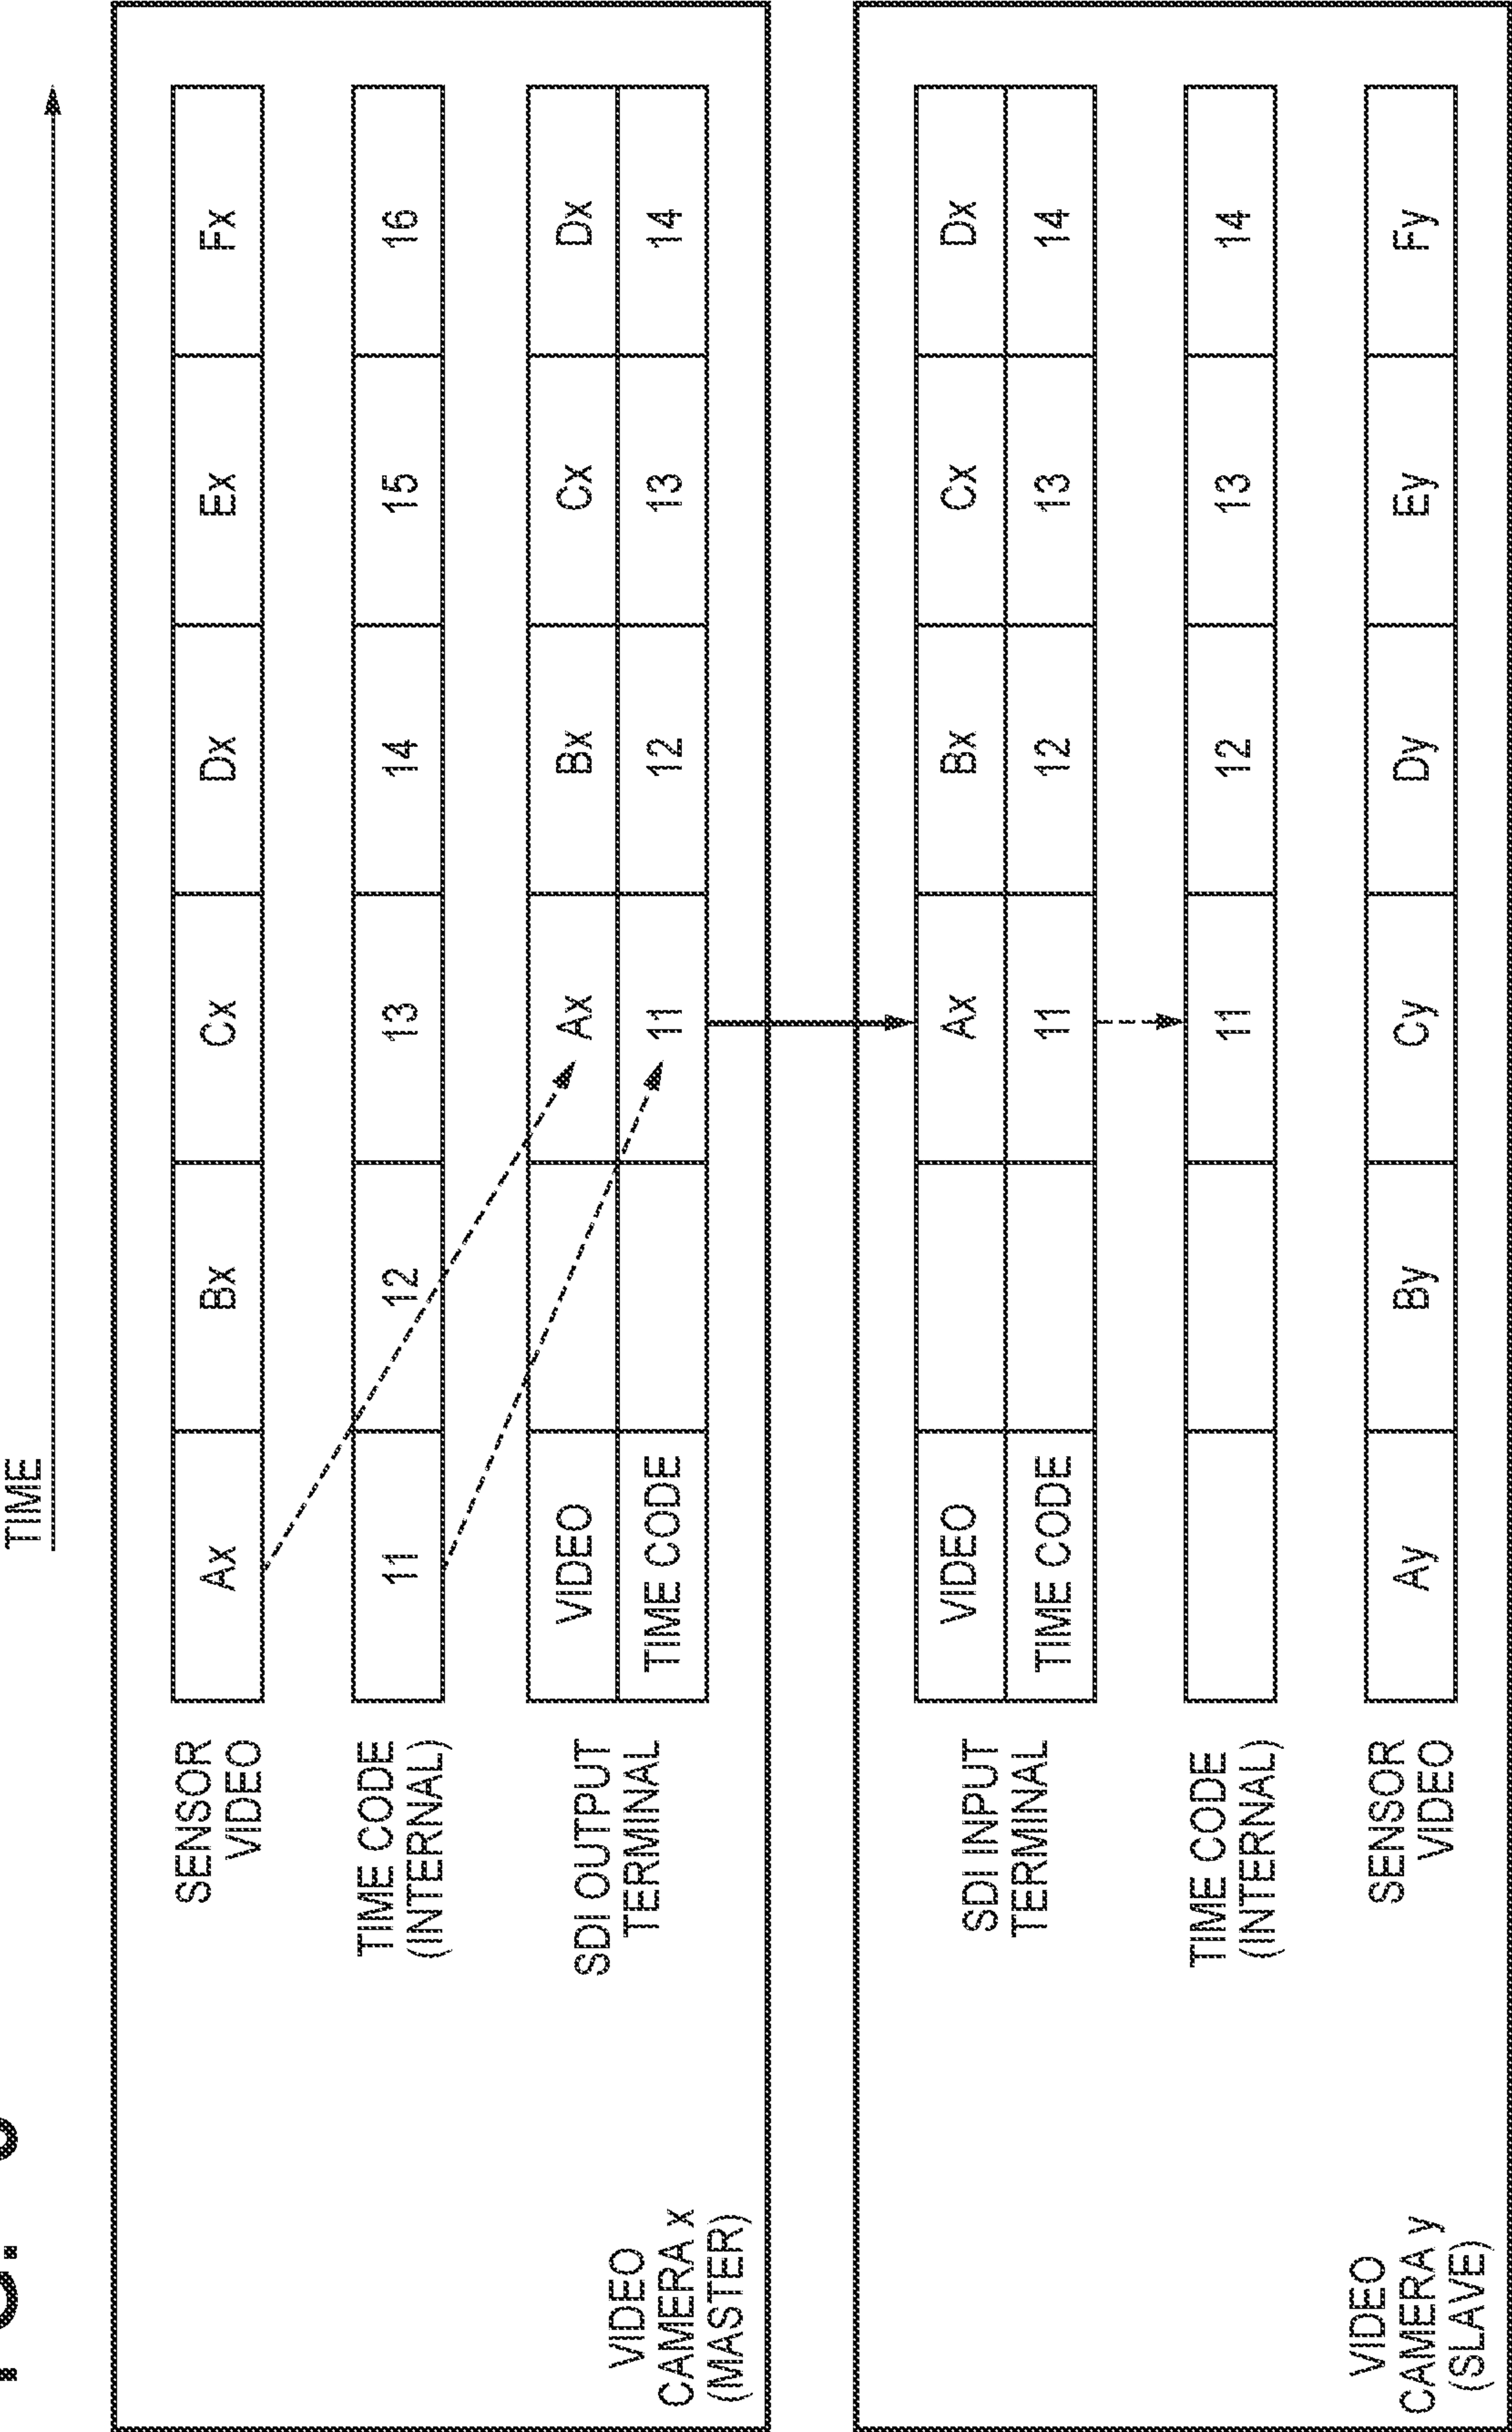 TIME
SENSOR
VIDEO
Ax Bx Cx Dx Ex Fx
TIME CODE
(INTERNAL)
11 12 13 14 15 16
SDI OUTPUT
TERMINAL
VIDEO Ax Bx Cx Dx
TIME CODE 11 12 13 14
VIDEO
CAMERA x
(MASTER)
SDI INPUT
TERMINAL
VIDEO Ax Bx Cx Dx
TIME CODE 11 12 13 14
TIME CODE
(INTERNAL)
11 12 13 14
SENSOR
VIDEO
Ay By Cy Dy Ey Fy
VIDEO
CAMERA y
(SLAVE)